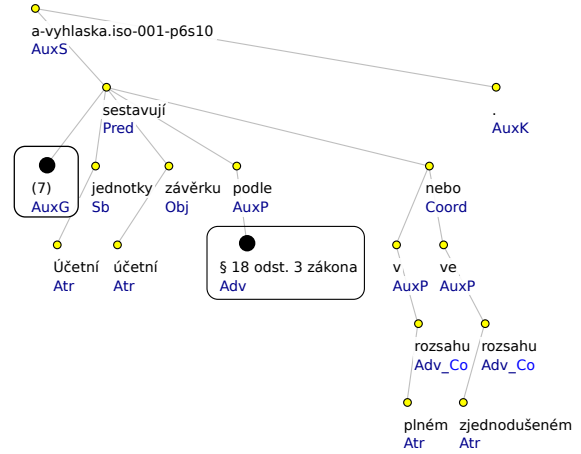 a-vyhlaska.iso-001-p6s10
AuxS
sestavují
Pred
.
AuxK
(7)
AuxG
jednotky
Sb
závěrku
Obj
podle
AuxP
nebo
Coord
Účetní
Atr
účetní
Atr
§ 18 odst. 3 zákona
Adv
v
AuxP
ve
AuxP
rozsahu
Adv_Co
rozsahu
Adv_Co
plném
Atr
zjednodušeném
Atr